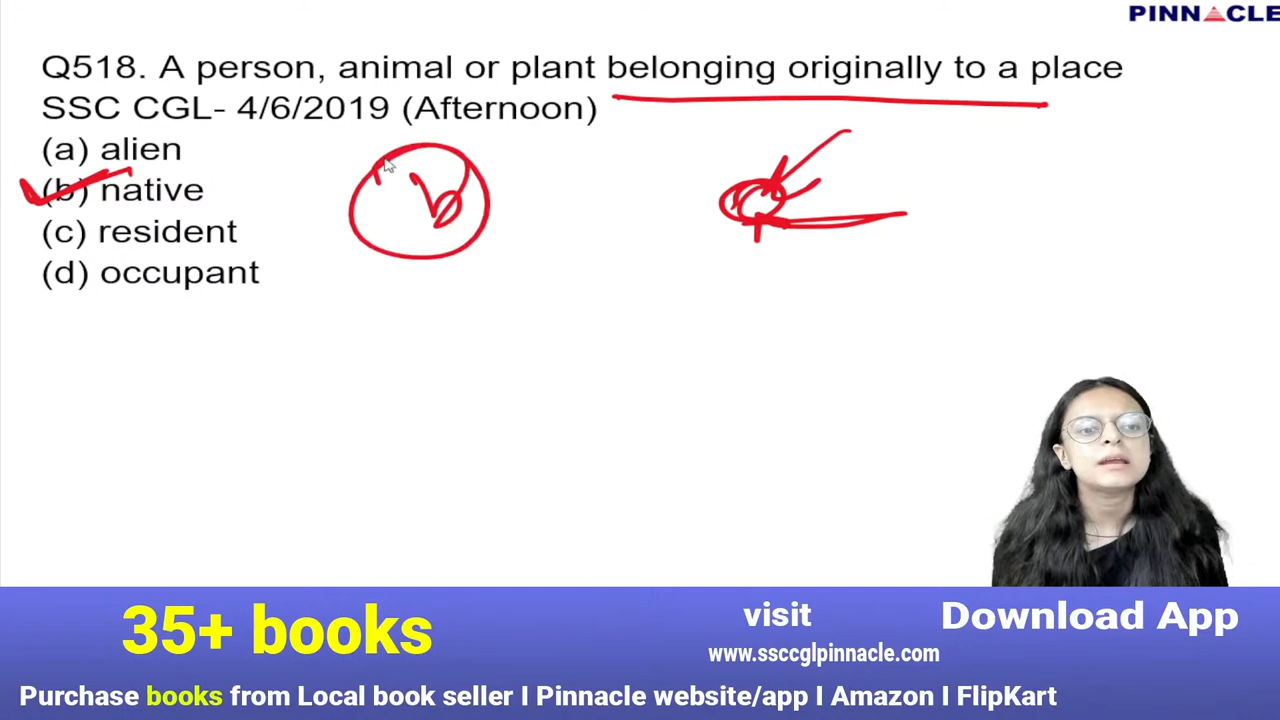 PINNACLE
Q518. A person, animal or plant belonging originally to a place
SSC CGL- 4/6/2019 (Afternoon)
(a) alien
(b) native
(c) resident
(d) occupant
b
35+ books
visit
www.ssccglpinnacle.com
Download App
Purchase books from Local book seller I Pinnacle website/app I Amazon I FlipKart